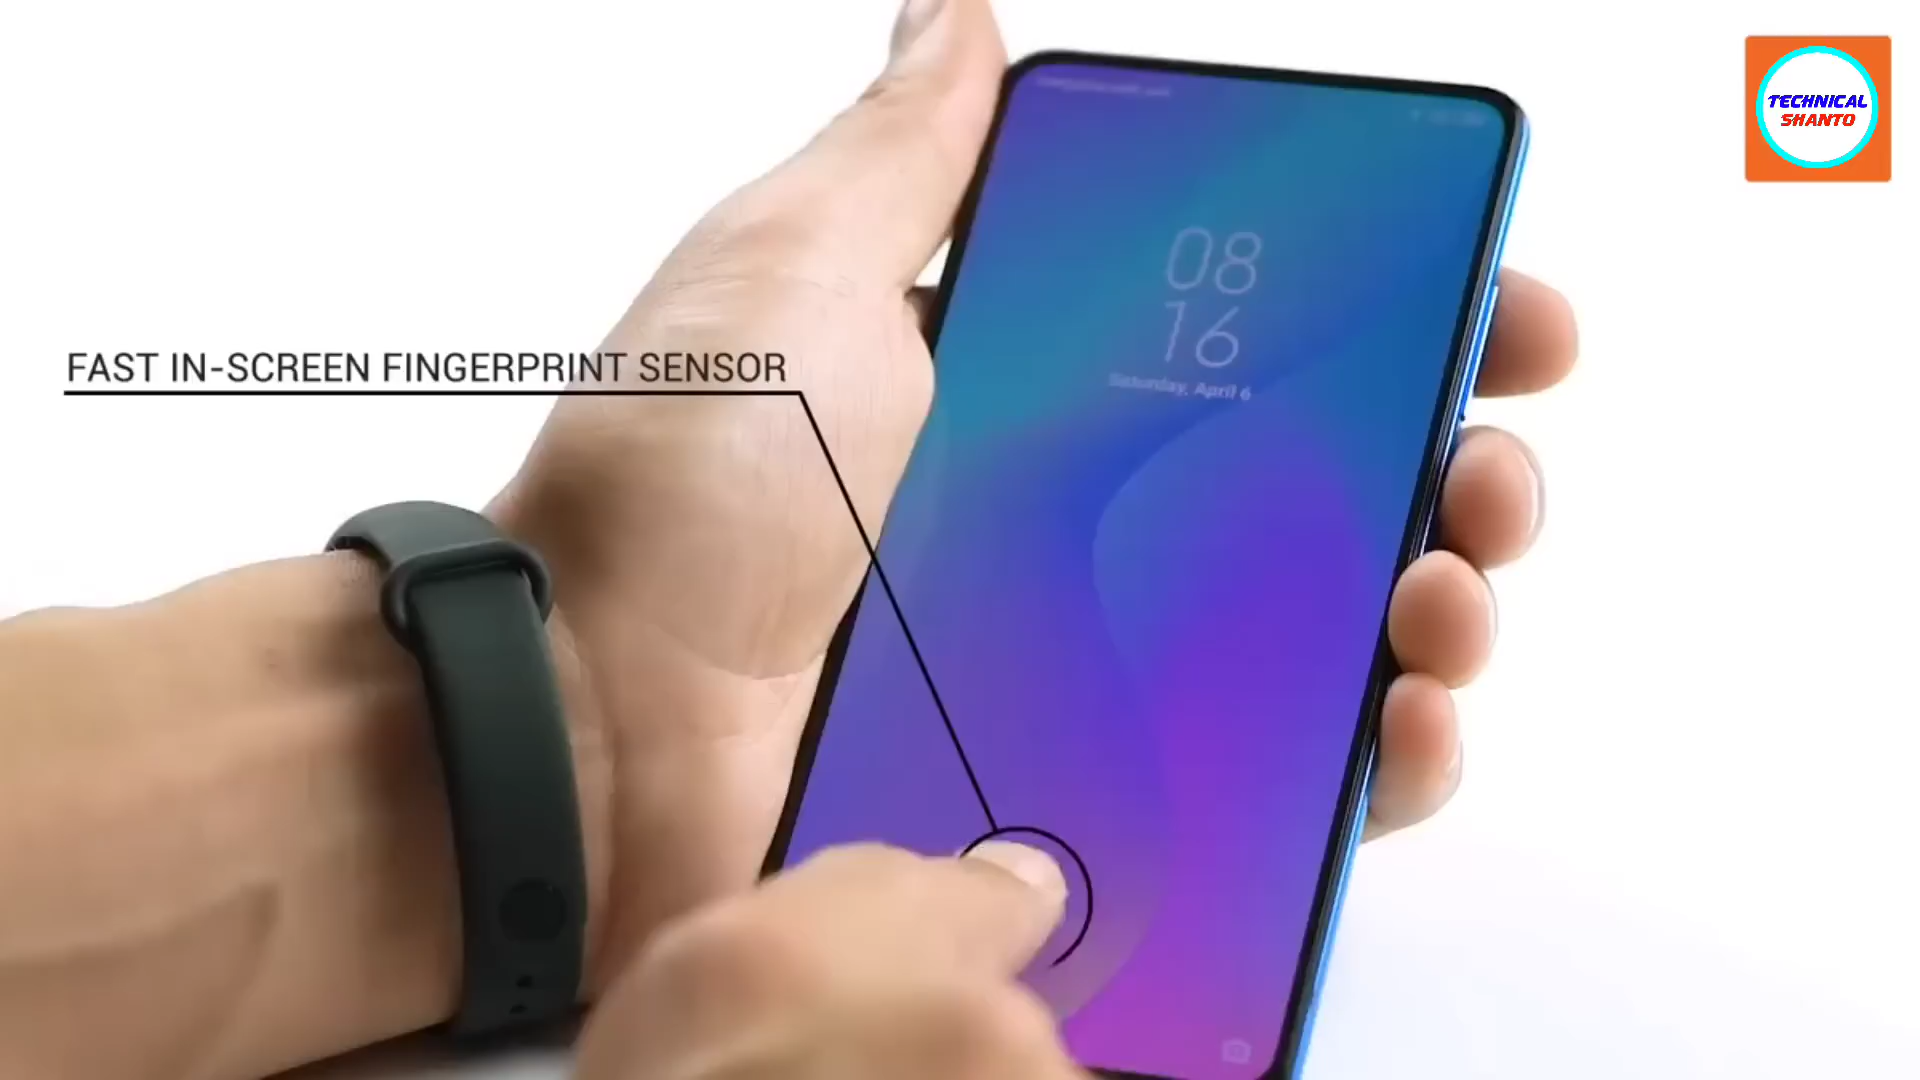 TECHNICAL
SHANTO
08
16
Saturday, April 6
FAST IN-SCREEN FINGERPRINT SENSOR